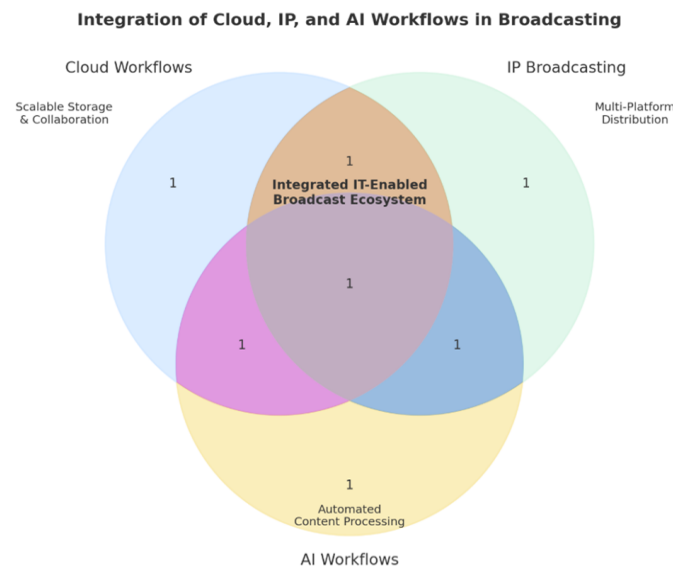 Integration of Cloud, IP, and AI Workflows in Broadcasting
Cloud Workflows
IP Broadcasting
Scalable Storage
& Collaboration
Multi-Platform
Distribution
1
1
1
Integrated IT-Enabled
Broadcast Ecosystem
1
1
1
1
Automated
Content Processing
AI Workflows